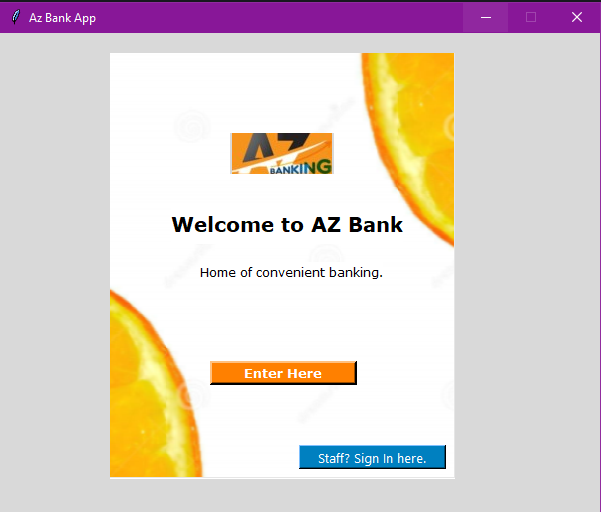 Az Bank App
AZ
BANKING
Welcome to AZ Bank
Home of convenient banking.
Enter Here
Staff? Sign In here.